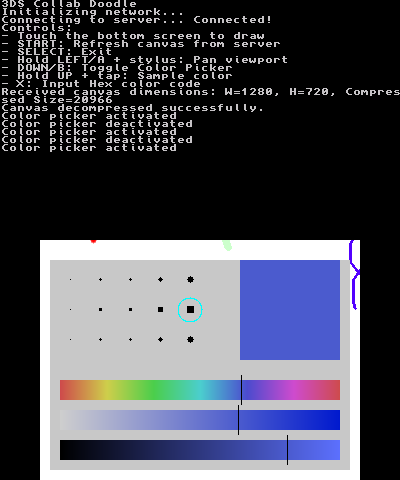 3DS Collab Doodle
Initializing network...
Connecting to server... Connected!
Controls:
- Touch the bottom screen to draw
- START: Refresh canvas from server
- SELECT: Exit
- Hold LEFT/A + stylus: Pan viewport
- DOWN/B: Toggle Color Picker
- Hold UP + tap: Sample color
- X: Input Hex color code
Received canvas dimensions: W=1280, H=720, Compres
sed Size=20966
Canvas decompressed successfully.
Color picker activated
Color picker deactivated
Color picker activated
Color picker deactivated
Color picker activated